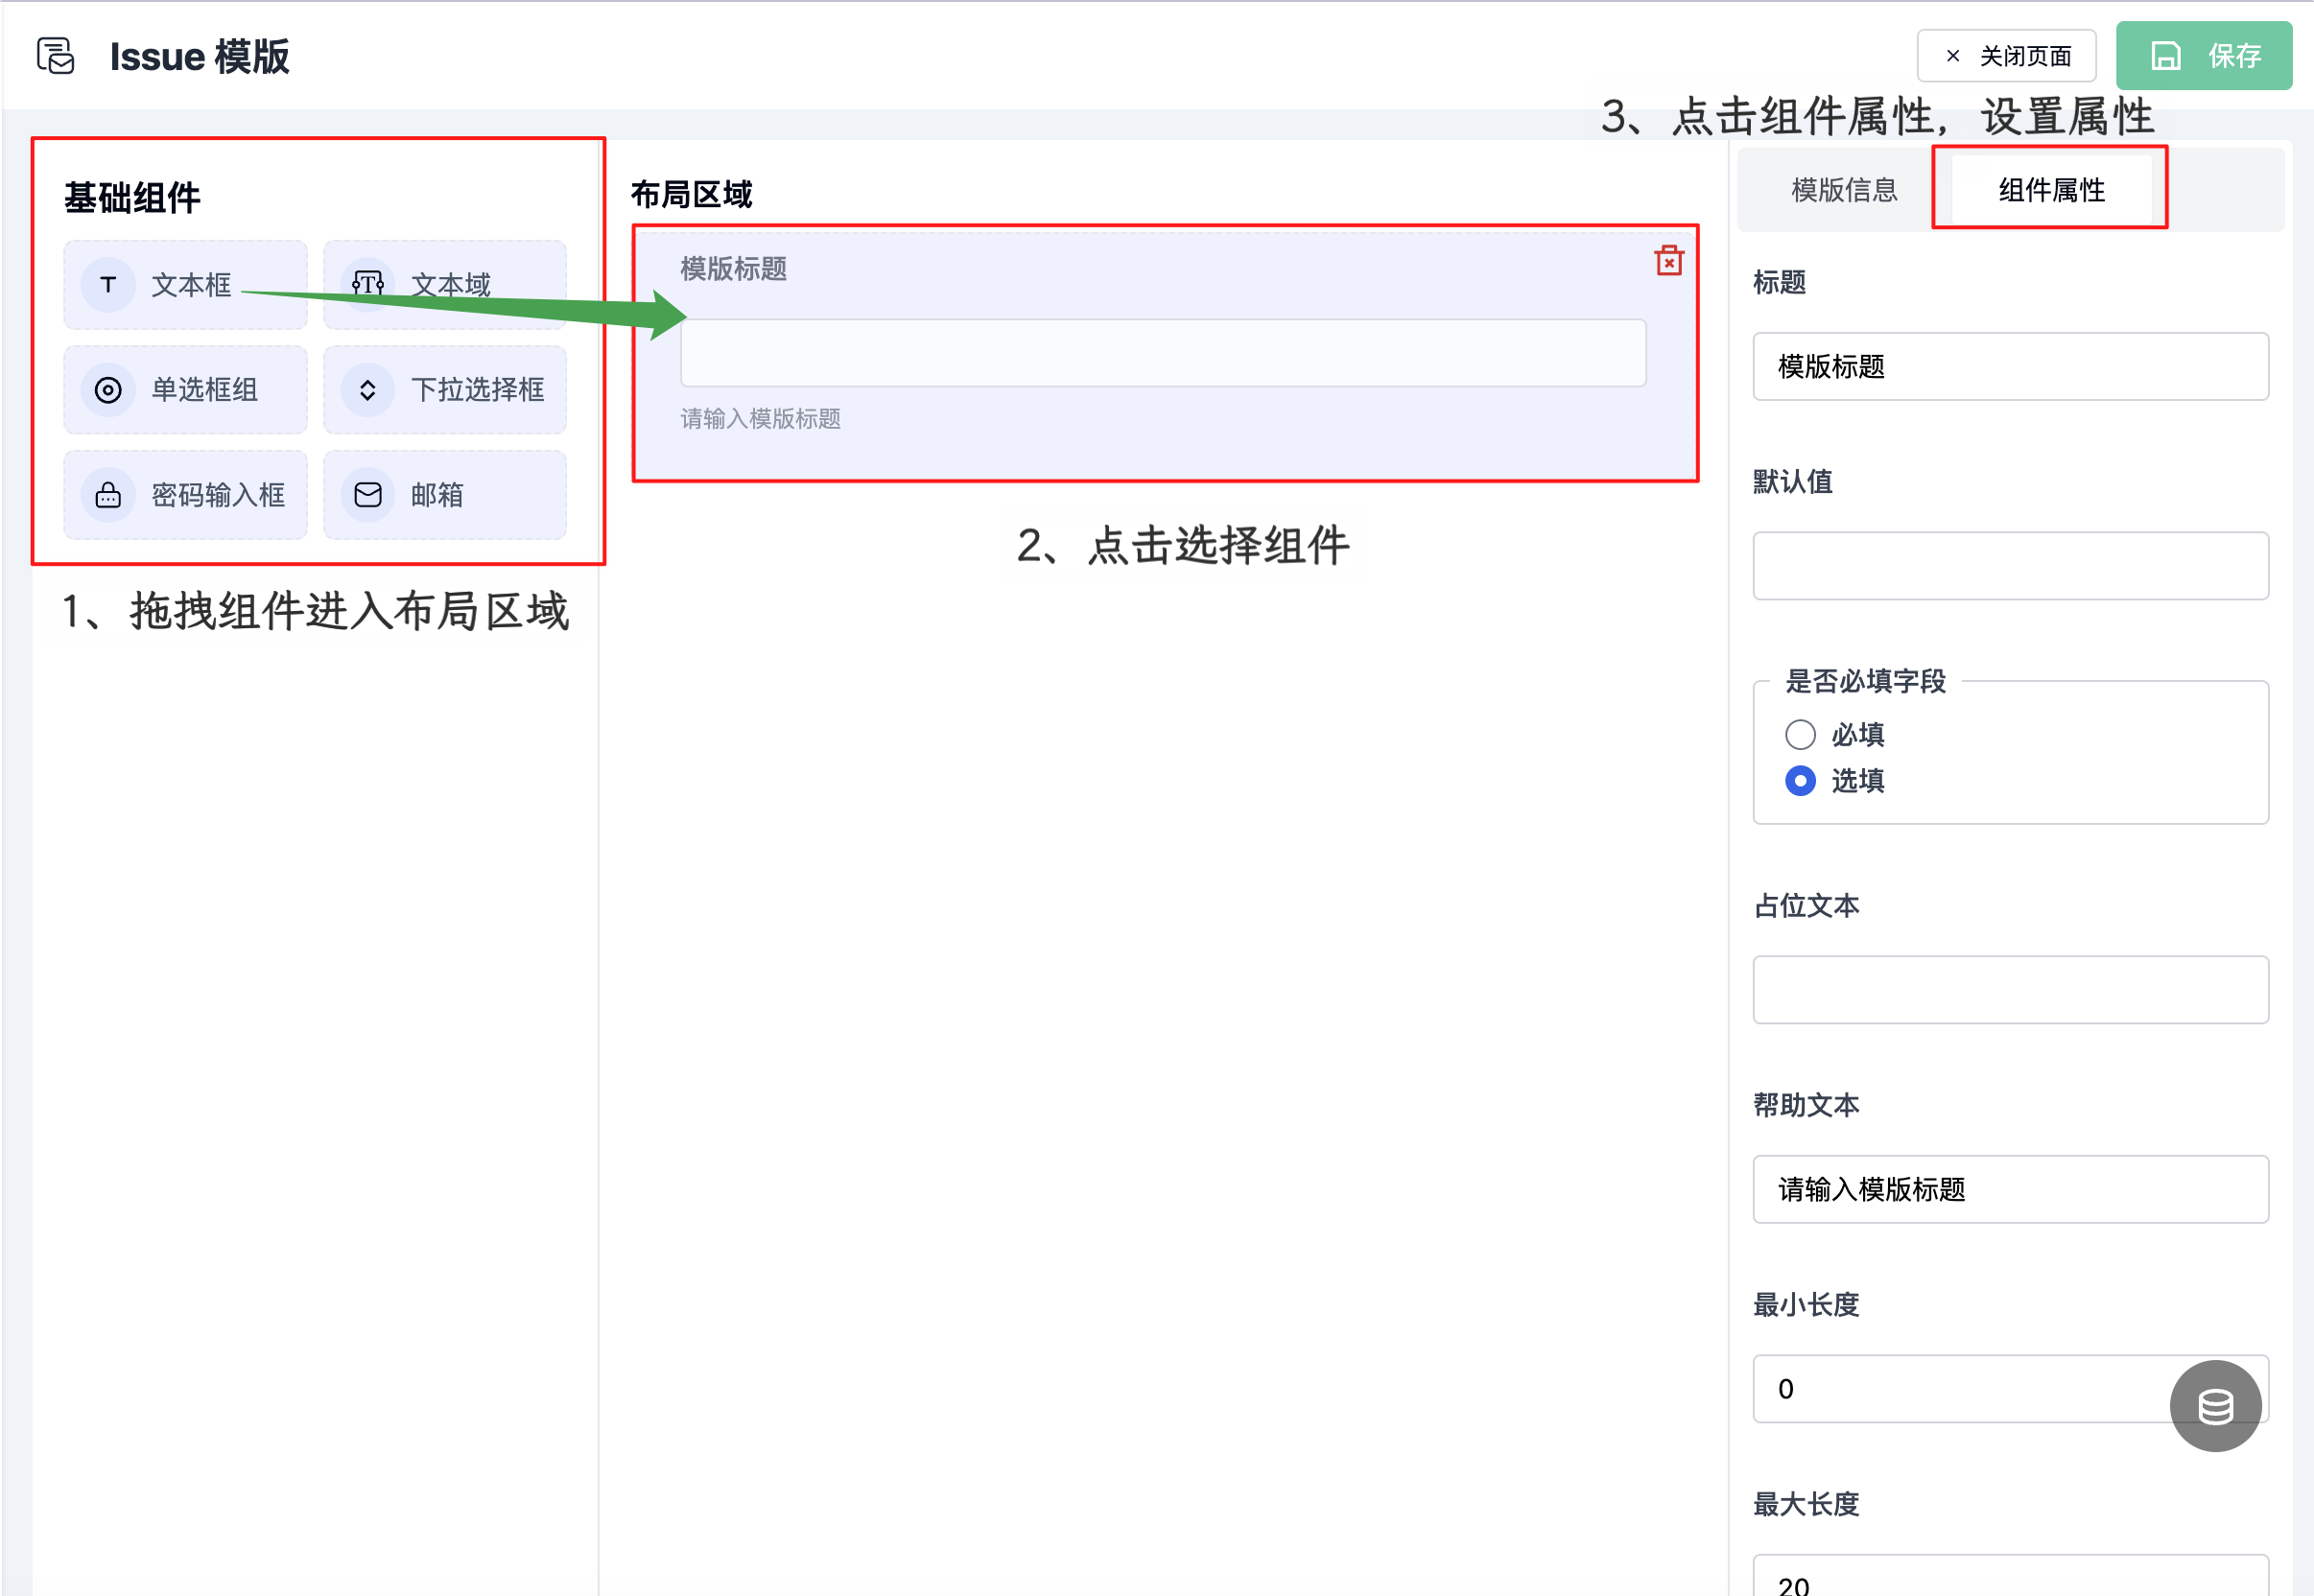 Issue 模版
× 关闭页面
保存
3、点击组件属性，设置属性
基础组件
T 文本框
T 文本域
单选框组
下拉选择框
密码输入框
邮箱
1、拖拽组件进入布局区域
布局区域
模版标题
请输入模版标题
2、点击选择组件
模版信息
组件属性
标题
模版标题
默认值
是否必填字段
必填
选填
占位文本
帮助文本
请输入模版标题
最小长度
0
最大长度
20